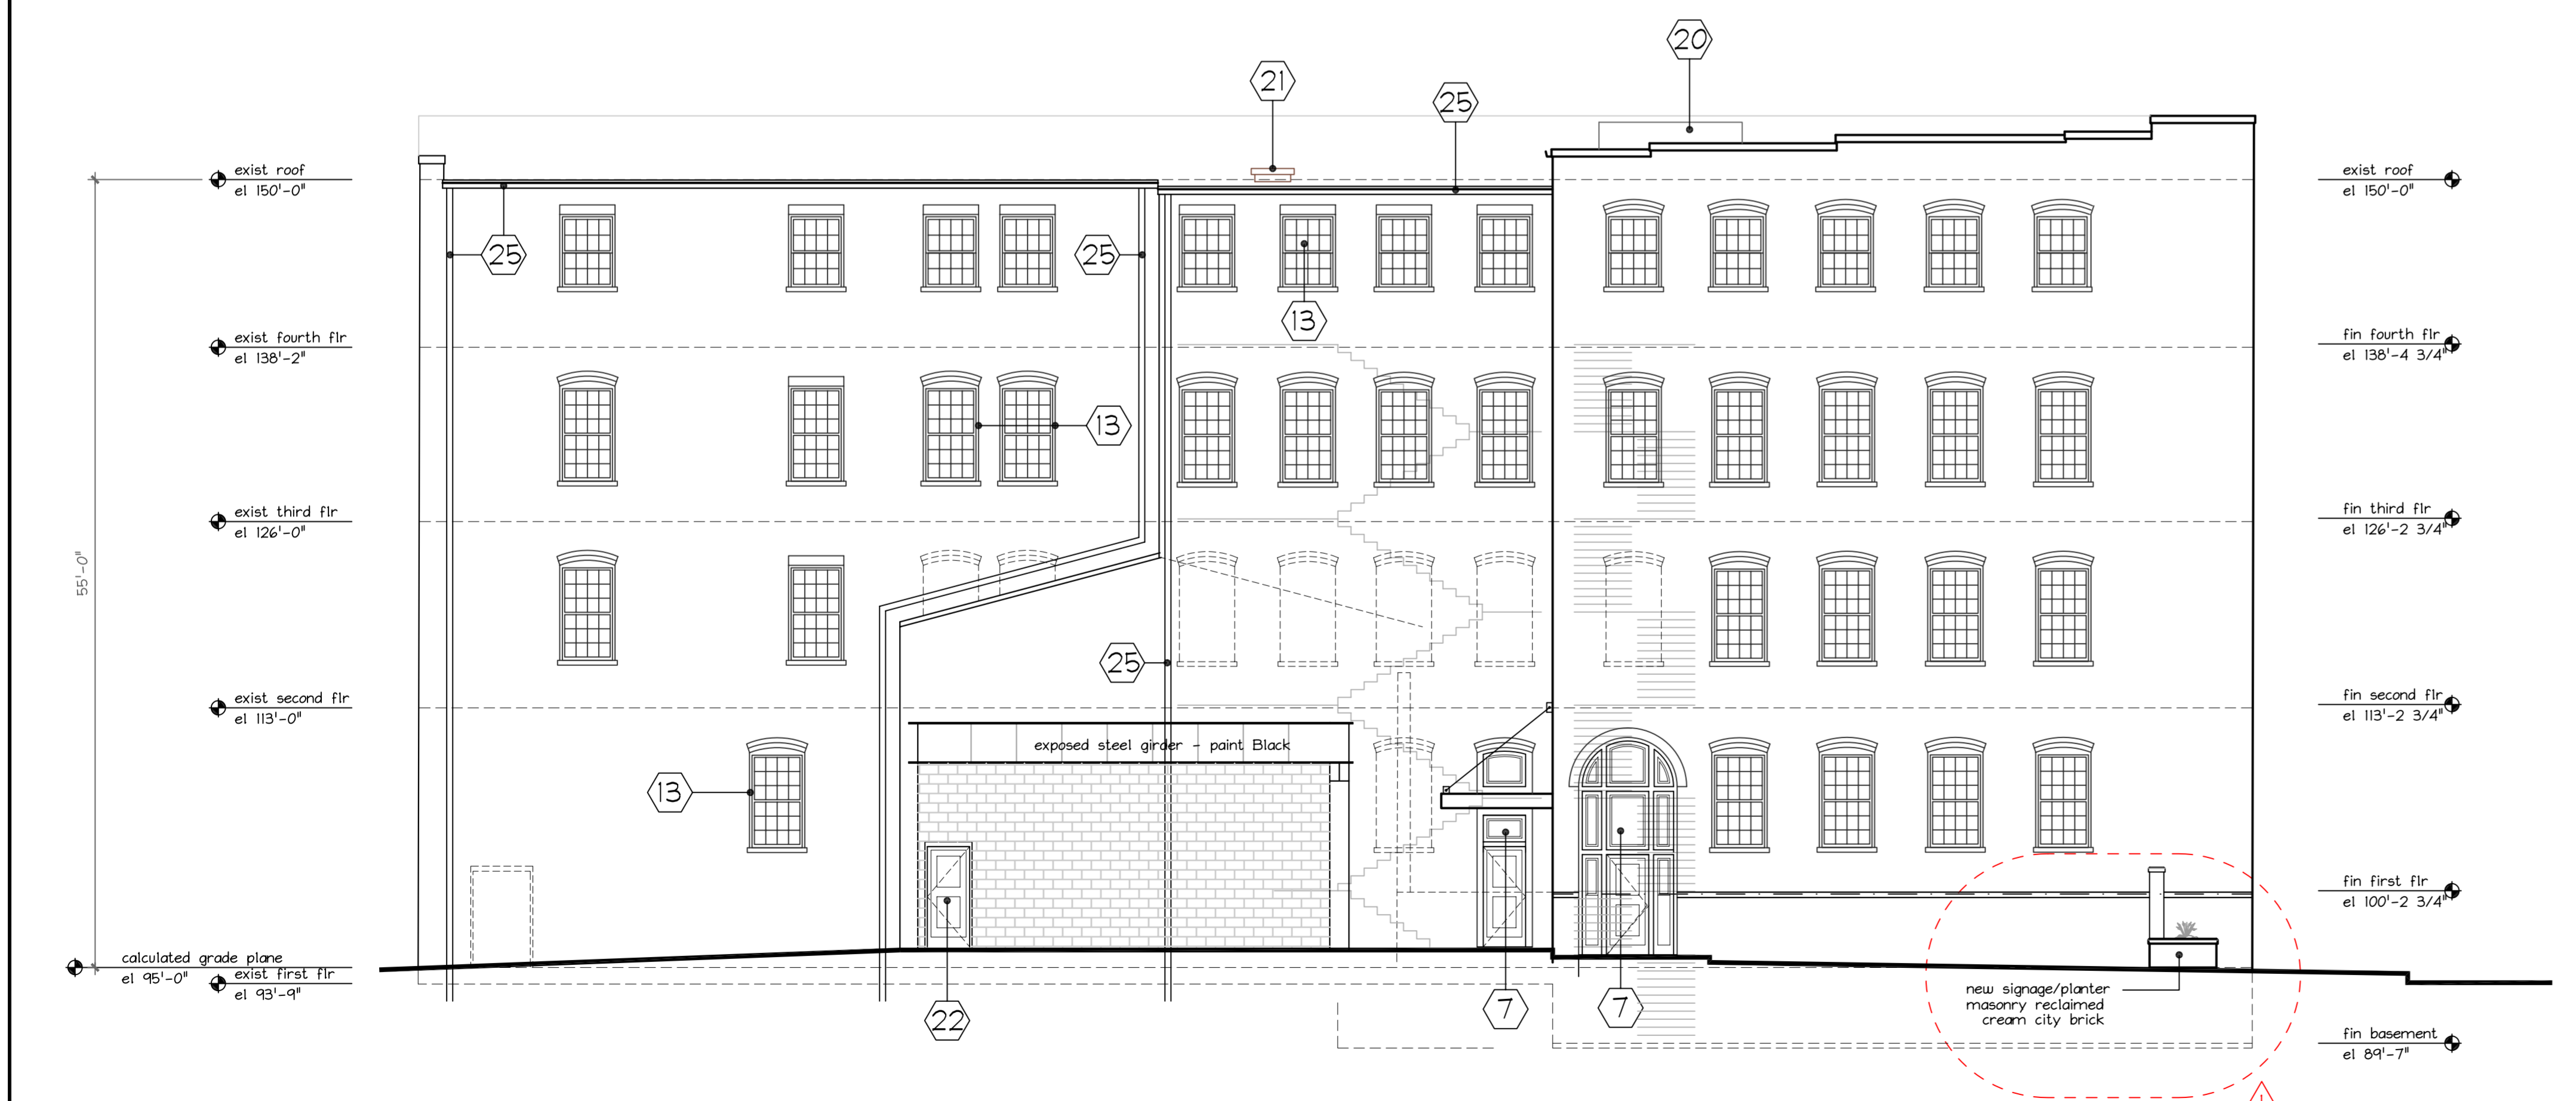 20
21
25
exist roof
el 150'-0"
exist roof
el 150'-0"
25
25
13
exist fourth flr
el 138'-2"
fin fourth flr
el 138'-4 3/4"
13
exist third flr
el 126'-0"
fin third flr
el 126'-2 3/4"
55'-0"
25
exist second flr
el 113'-0"
fin second flr
el 113'-2 3/4"
exposed steel girder - paint Black
13
7
7
22
fin first flr
el 100'-2 3/4"
calculated grade plane
el 95'-0"
exist first flr
el 93'-9"
new signage/planter
masonry reclaimed
cream city brick
fin basement
el 89'-7"